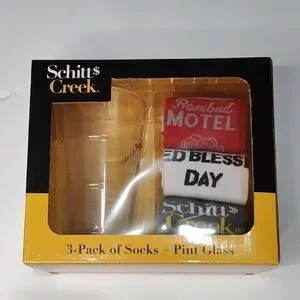 Schitt$
Creek.
Rosebud
MOTEL
ED BLESS
DAY
Schitt$
Creek
3-Pack of Socks + Pint Glass